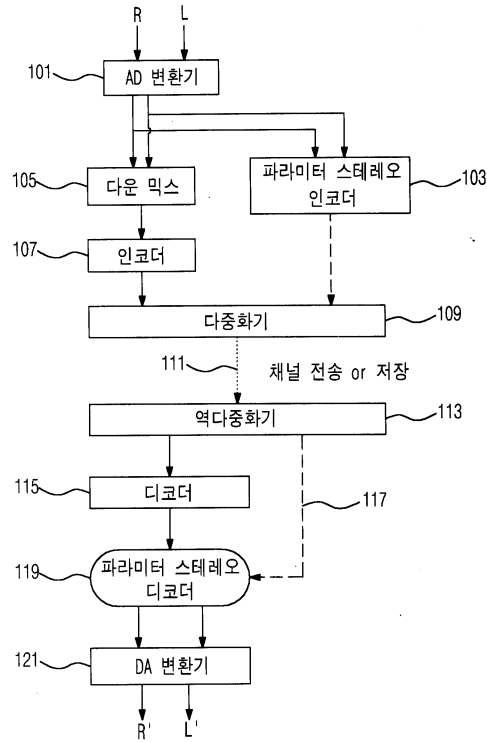 R L
101 AD 변환기
105 다운 믹스
파라미터 스테레오
인코더
103
107 인코더
다중화기 109
111 채널 전송 or 저장
역다중화기 113
115 디코더
117
119 파라미터 스테레오
디코더
121 DA 변환기
R' L'